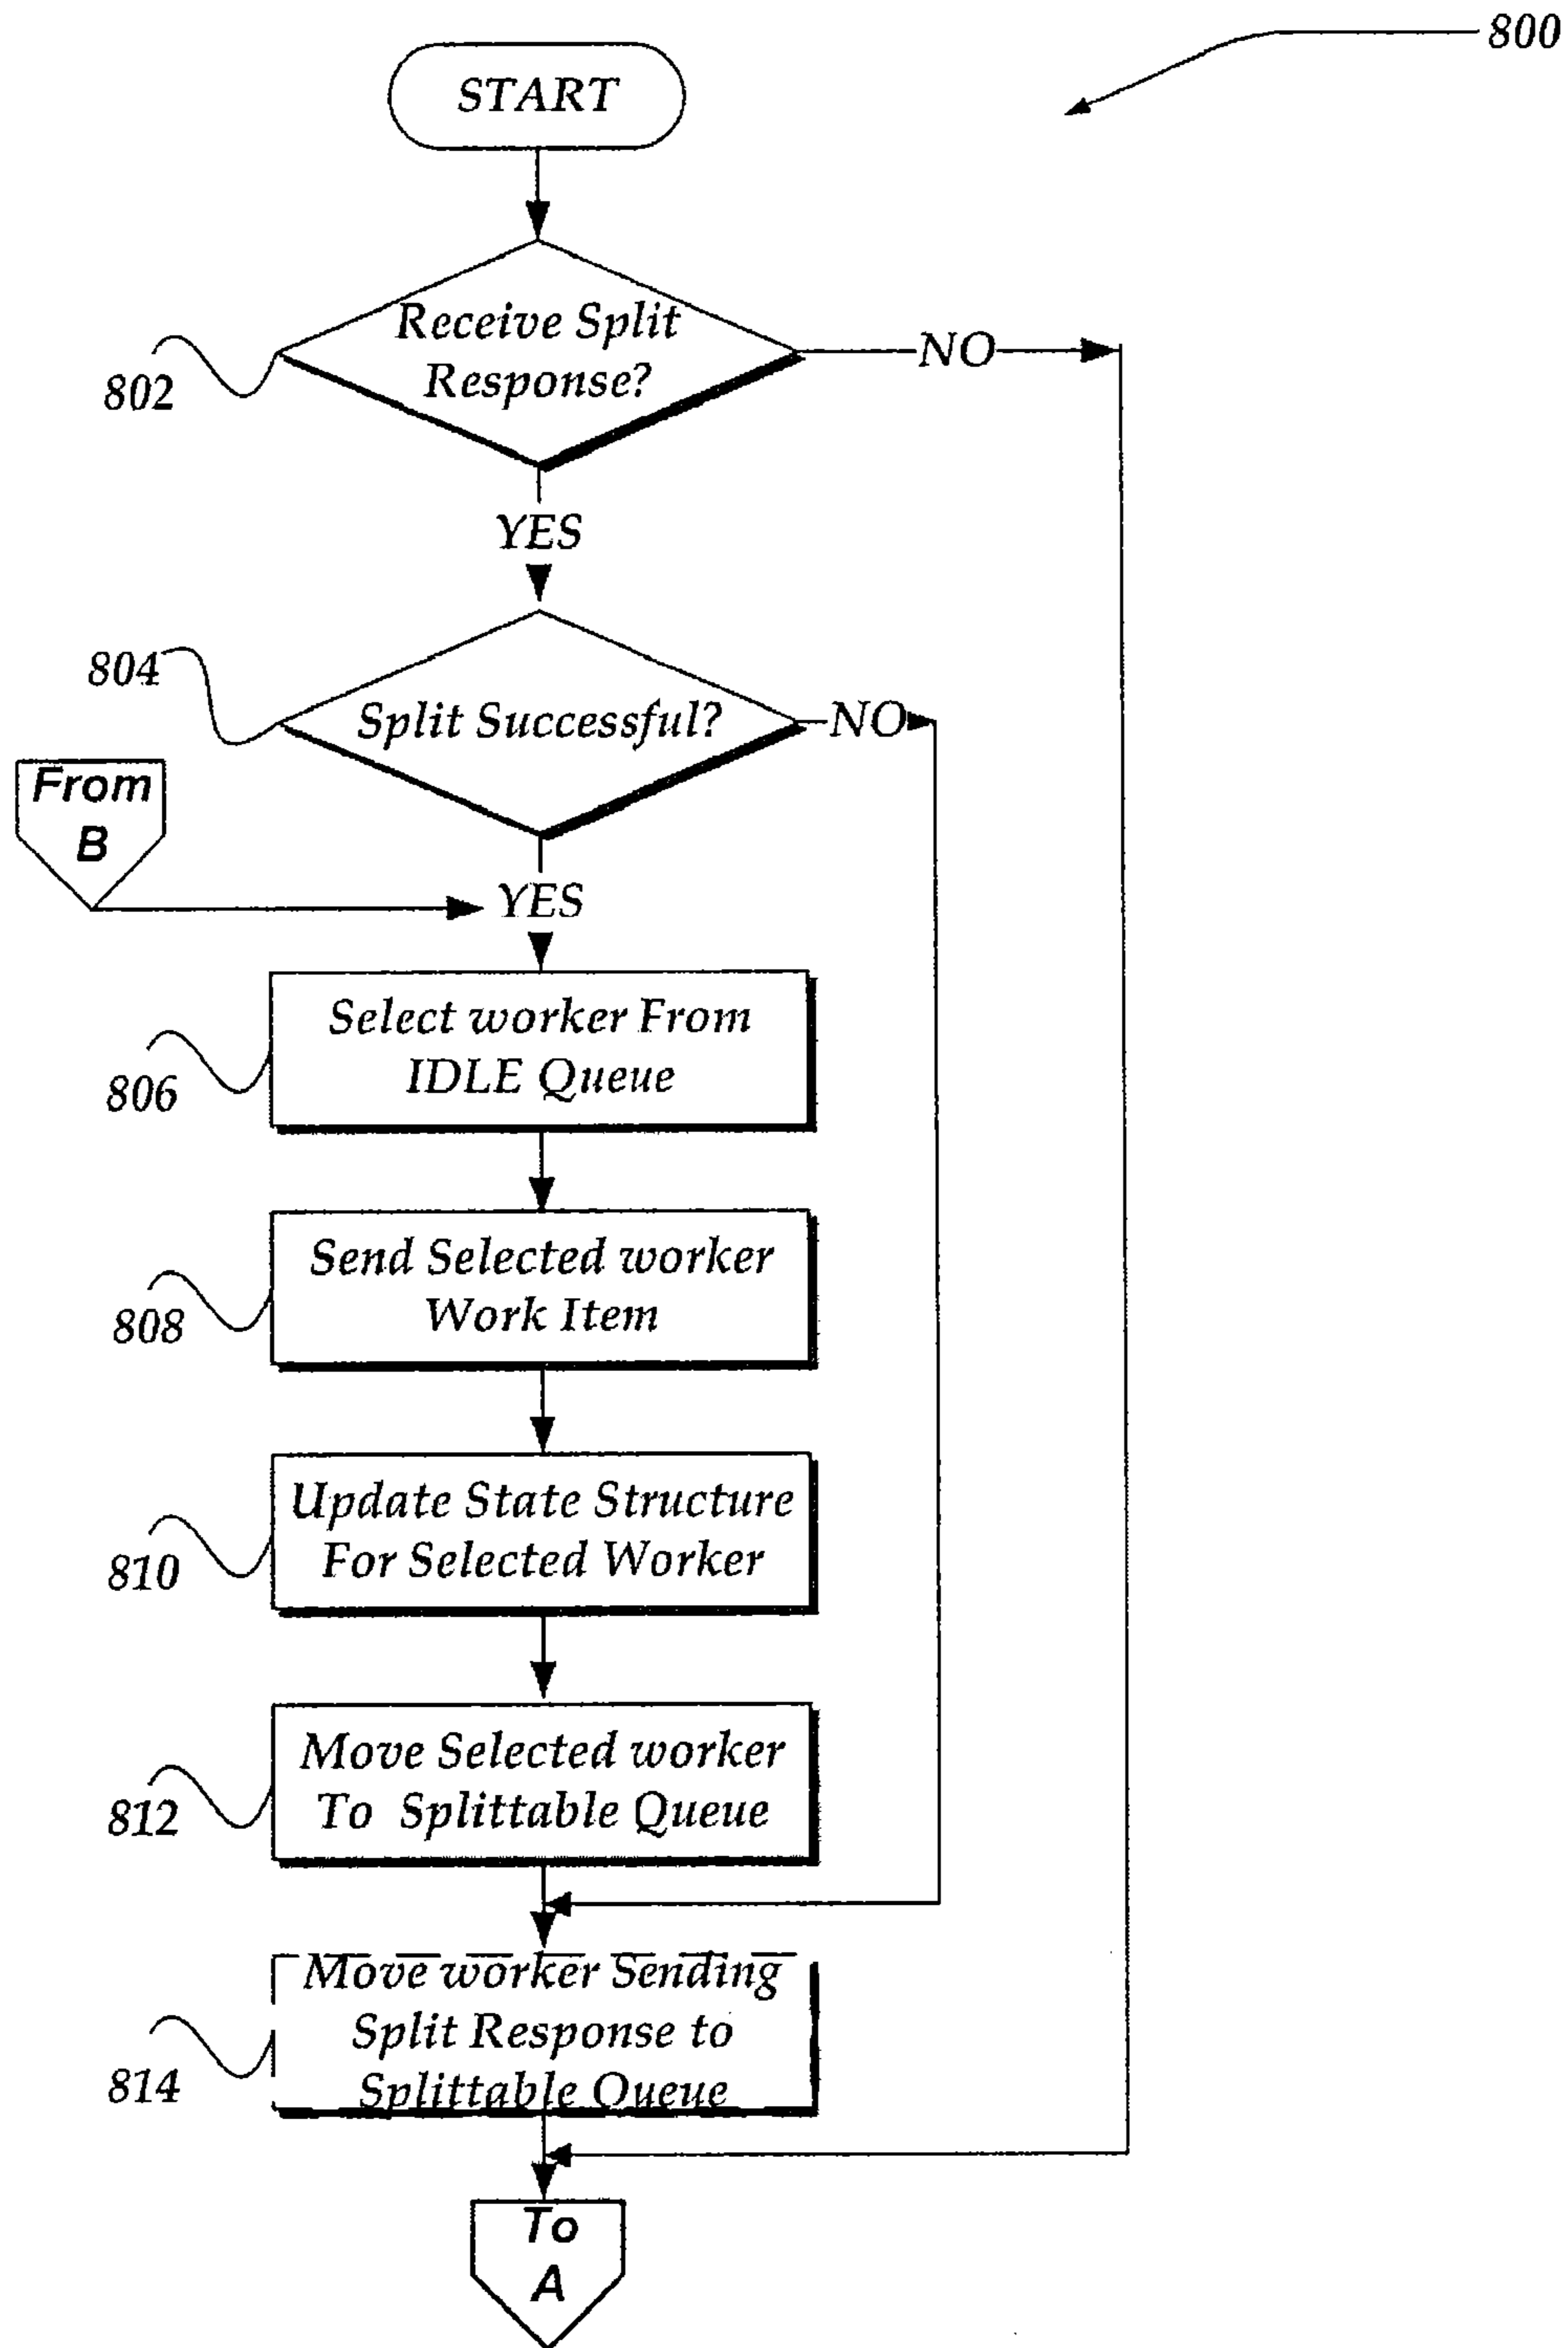 800
START
Receive Split
Response?
NO
802
YES
804
Split Successful?
NO
From
B
YES
Select worker From
IDLE Queue
806
Send Selected worker
Work Item
808
Update State Structure
For Selected Worker
810
Move Selected worker
To Splittable Queue
812
Move worker Sending
Split Response to
Splittable Queue
814
To
A